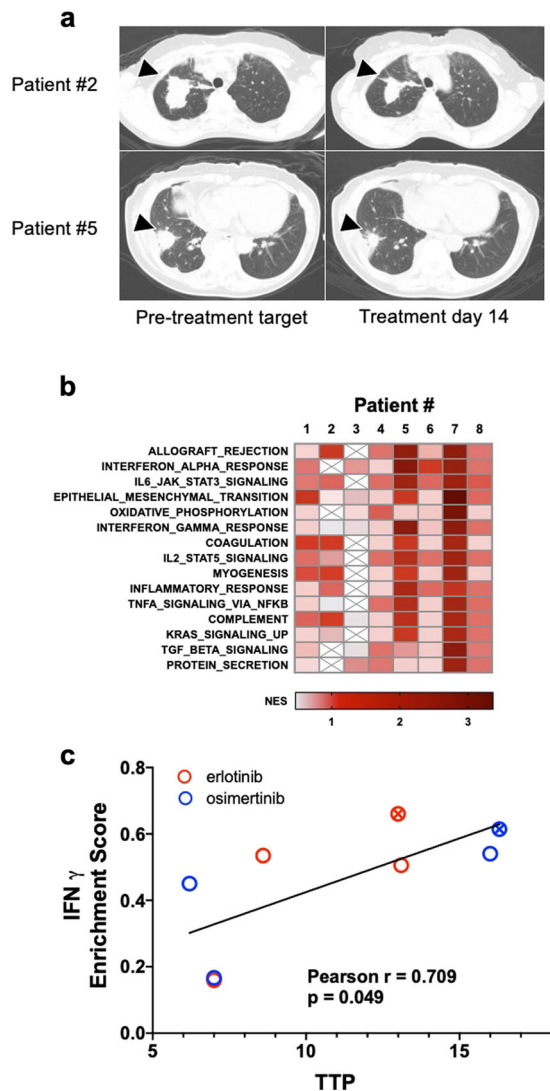 a
Patient #2
Patient #5
Pre-treatment target
Treatment day 14
b
Patient #
1 2 3 4 5 6 7 8
ALLOGRAFT_REJECTION
INTERFERON_ALPHA_RESPONSE
IL6_JAK_STAT3_SIGNALING
EPITHELIAL_MESENCHYMAL_TRANSITION
OXIDATIVE_PHOSPHORYLATION
INTERFERON_GAMMA_RESPONSE
COAGULATION
IL2_STAT5_SIGNALING
MYOGENESIS
INFLAMMATORY_RESPONSE
TNFA_SIGNALING_VIA_NFKB
COMPLEMENT
KRAS_SIGNALING_UP
TGF_BETA_SIGNALING
PROTEIN_SECRETION
NES
1 2 3
c
erlotinib
osimertinib
IFN γ
Enrichment Score
0.8
0.6
0.4
0.2
0.0
Pearson r = 0.709
p = 0.049
5 10 15
TTP